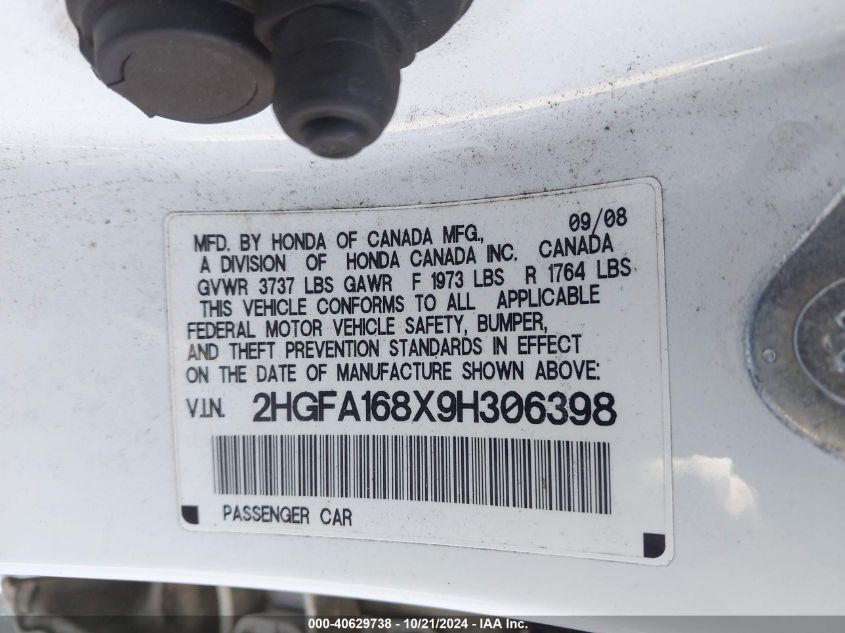 09/08
MFD. BY HONDA OF CANADA MFG.,
A DIVISION OF HONDA CANADA INC. CANADA
GVWR 3737 LBS GAWR F 1973 LBS R 1764 LBS
THIS VEHICLE CONFORMS TO ALL APPLICABLE
FEDERAL MOTOR VEHICLE SAFETY, BUMPER,
AND THEFT PREVENTION STANDARDS IN EFFECT
ON THE DATE OF MANUFACTURE SHOWN ABOVE:
V.I.N. 2HGFA168X9H306398
PASSENGER CAR
000-40629738 - 10/21/2024 - IAA Inc.